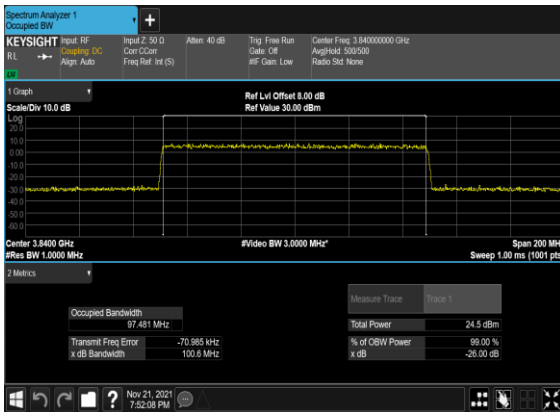 Spectrum Analyzer 1
Occupied BW
KEYSIGHT
RL
Input: RF
Coupling: DC
Align: Auto
Input Z: 50 Ω
Corr CCorr
Freq Ref: Int (S)
Atten: 40 dB
Trig: Free Run
Gate: Off
#IF Gain: Low
Center Freq: 3.840000000 GHz
Avg|Hold: 500/500
Radio Std: None
1 Graph
Scale/Div 10.0 dB
Ref Lvl Offset 8.00 dB
Ref Value 30.00 dBm
Log
20.0
10.0
0.00
-10.0
-20.0
-30.0
-40.0
-50.0
-60.0
Center 3.8400 GHz
#Res BW 1.0000 MHz
#Video BW 3.0000 MHz*
Span 200 MH
Sweep 1.00 ms (1001 pts
2 Metrics
Measure Trace
Trace 1
Occupied Bandwidth
97.481 MHz
Total Power
24.5 dBm
Transmit Freq Error
-70.985 kHz
% of OBW Power
99.00 %
x dB Bandwidth
100.6 MHz
x dB
-26.00 dB
?
Nov 21, 2021
7:52:08 PM